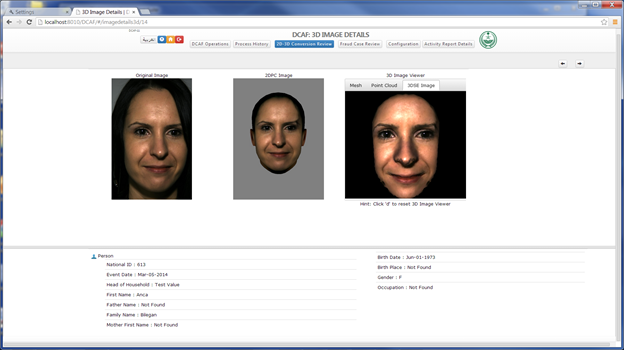 Settings
3D Image Details | D
localhost:8010/DCAF/#/imagedetails3d/14
DCAF: 3D IMAGE DETAILS
DCAF Operations
Process History
2D-3D Conversion Review
Fraud Case Review
Configuration
Activity Report Details
Original Image
2DPC Image
3D Image Viewer
Mesh
Point Cloud
3DSE Image
Hint: Click 'd' to reset 3D Image Viewer
Person
National ID : 613
Event Date : Mar-05-2014
Head of Household : Test Value
First Name : Anca
Father Name : Not Found
Family Name : Bilegan
Mother First Name : Not Found
Birth Date : Jun-01-1973
Birth Place : Not Found
Gender : F
Occupation : Not Found